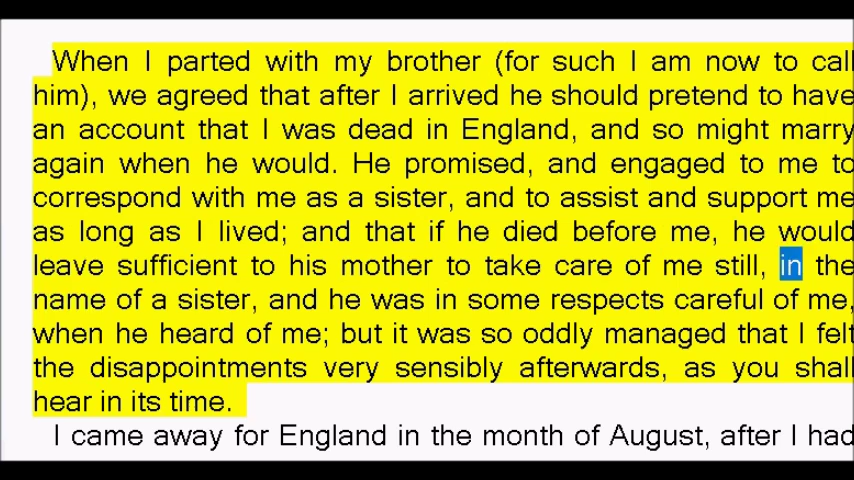 When I parted with my brother (for such I am now to call
him), we agreed that after I arrived he should pretend to have
an account that I was dead in England, and so might marry
again when he would. He promised, and engaged to me to
correspond with me as a sister, and to assist and support me
as long as I lived; and that if he died before me, he would
leave sufficient to his mother to take care of me still, in the
name of a sister, and he was in some respects careful of me,
when he heard of me; but it was so oddly managed that I felt
the disappointments very sensibly afterwards, as you shall
hear in its time.
I came away for England in the month of August, after I had